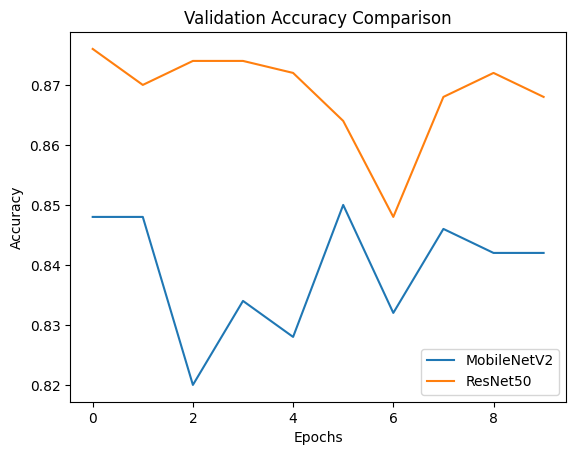 Validation Accuracy Comparison
Accuracy
0.87
0.86
0.85
0.84
0.83
0.82
0
2
4
6
8
Epochs
MobileNetV2
ResNet50